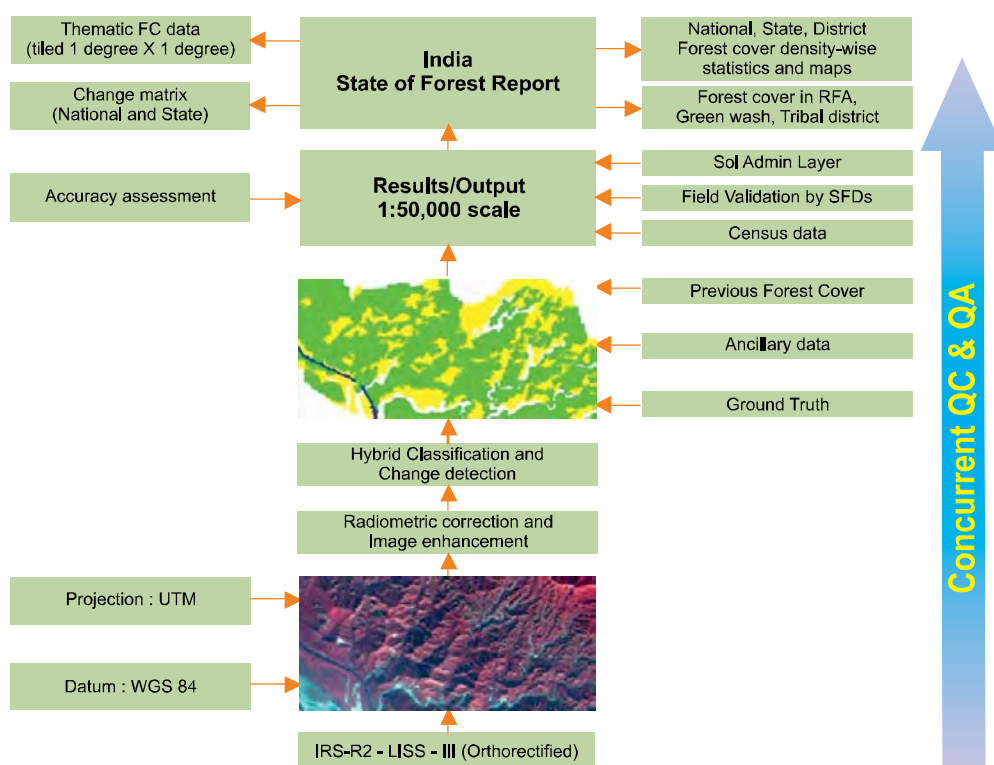 Thematic FC data
(tiled 1 degree X 1 degree)
Change matrix
(National and State)
India
State of Forest Report
National, State, District
Forest cover density-wise
statistics and maps
Forest cover in RFA,
Green wash, Tribal district
Accuracy assessment
Results/Output
1:50,000 scale
SoI Admin Layer
Field Validation by SFDs
Census data
Previous Forest Cover
Ancillary data
Ground Truth
Hybrid Classification and
Change detection
Radiometric correction and
Image enhancement
Projection : UTM
Datum : WGS 84
IRS-R2 - LISS - III (Orthorectified)
Concurrent QC & QA